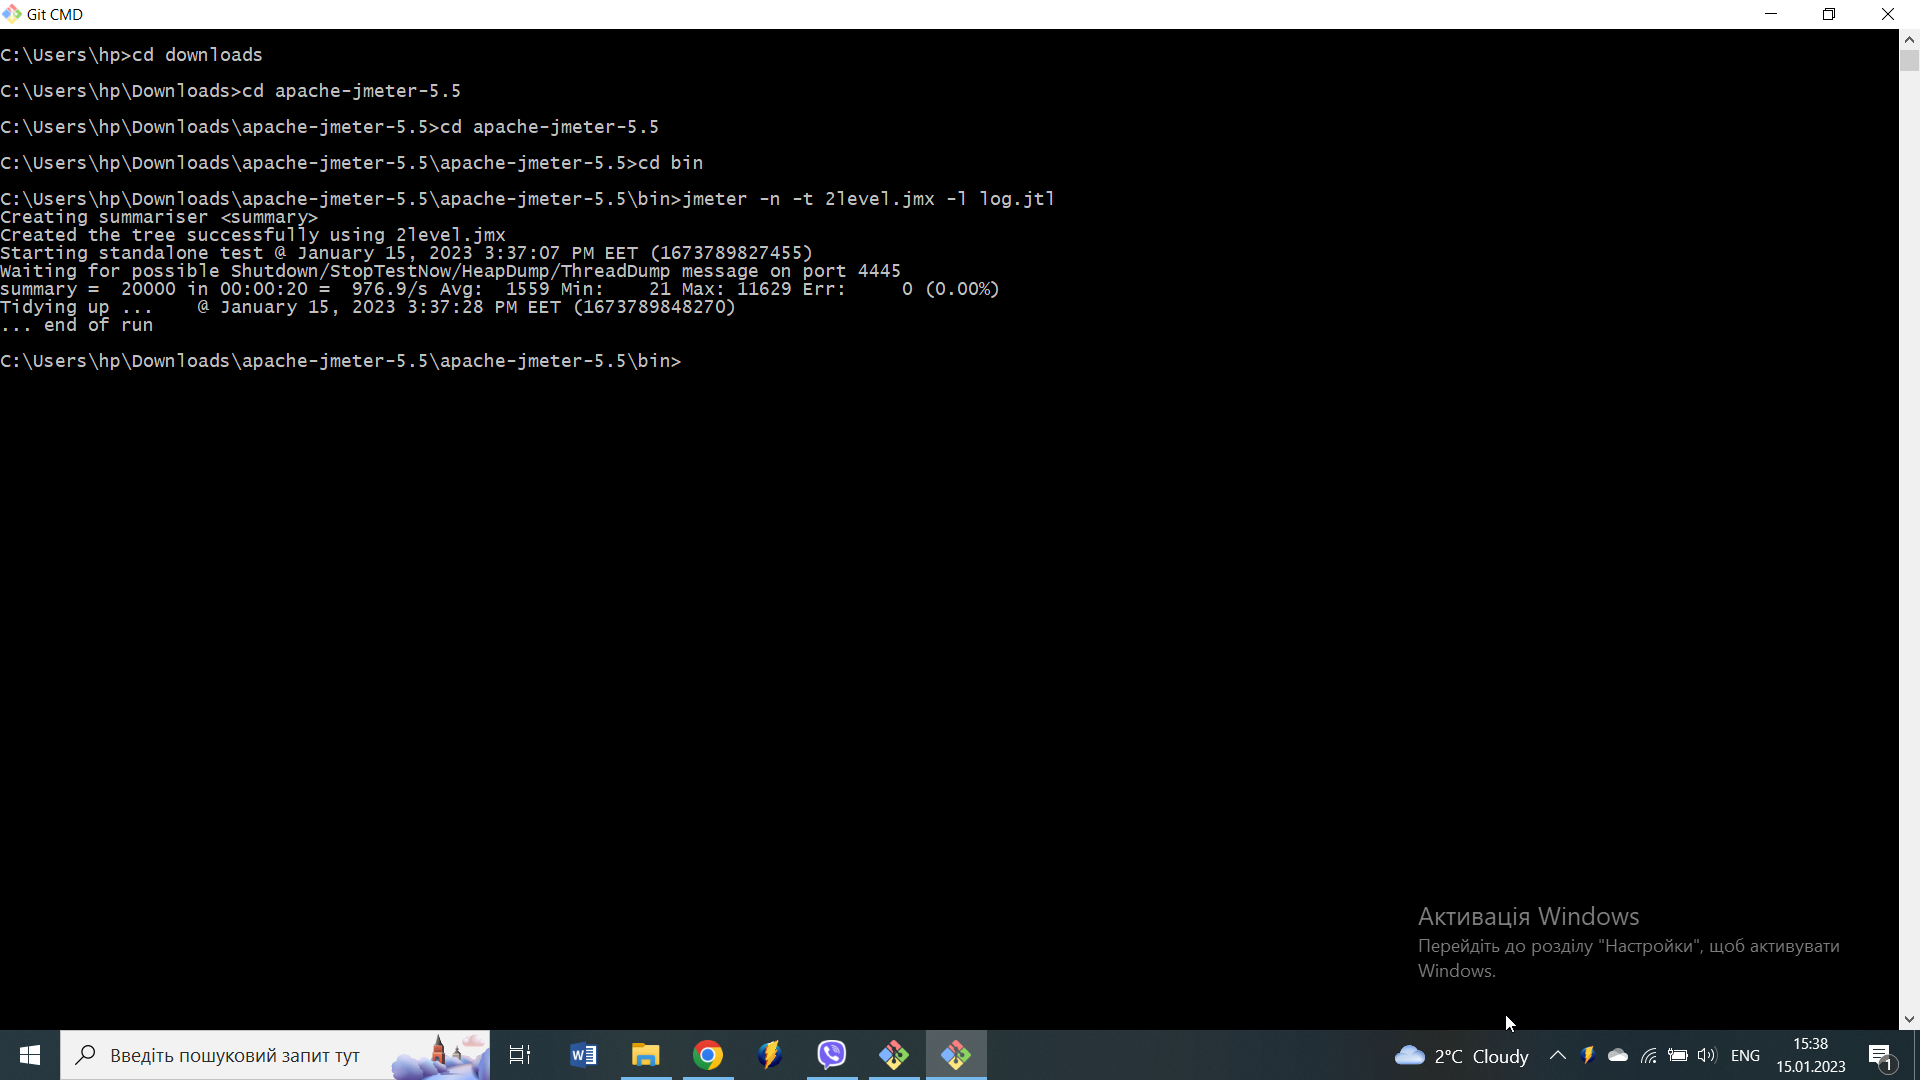 Git CMD
C:\Users\hp>cd downloads
C:\Users\hp\Downloads>cd apache-jmeter-5.5
C:\Users\hp\Downloads\apache-jmeter-5.5>cd apache-jmeter-5.5
C:\Users\hp\Downloads\apache-jmeter-5.5\apache-jmeter-5.5>cd bin
C:\Users\hp\Downloads\apache-jmeter-5.5\apache-jmeter-5.5\bin>jmeter -n -t 2level.jmx -l log.jtl
Creating summariser <summary>
Created the tree successfully using 2level.jmx
Starting standalone test @ January 15, 2023 3:37:07 PM EET (1673789827455)
Waiting for possible Shutdown/StopTestNow/HeapDump/ThreadDump message on port 4445
summary =  20000 in 00:00:20 =  976.9/s Avg:  1559 Min:    21 Max: 11629 Err:     0 (0.00%)
Tidying up ...    @ January 15, 2023 3:37:28 PM EET (1673789848270)
... end of run
C:\Users\hp\Downloads\apache-jmeter-5.5\apache-jmeter-5.5\bin>
Активація Windows
Перейдіть до розділу "Настройки", щоб активувати
Windows.
Введіть пошуковий запит тут
2°C Cloudy
ENG
15:38
15.01.2023
1